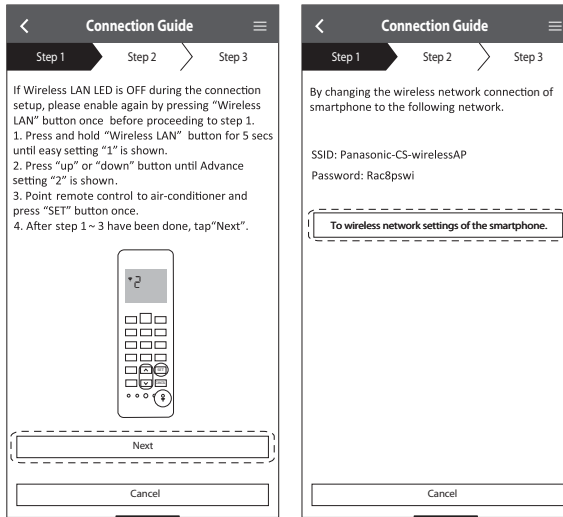 Connection Guide
Step 1
Step 2
Step 3
If Wireless LAN LED is OFF during the connection
setup, please enable again by pressing “Wireless
LAN” button once  before proceeding to step 1.
1. Press and hold “Wireless LAN”  button for 5 secs
until easy setting “1” is shown.
2. Press “up” or “down” button until Advance
setting “2” is shown.
3. Point remote control to air-conditioner and
press “SET” button once.
4. After step 1 ~ 3 have been done, tap“Next”.
2
Next
Cancel
Connection Guide
Step 1
Step 2
Step 3
By changing the wireless network connection of
smartphone to the following network.
SSID: Panasonic-CS-wirelessAP
Password: Rac8pswi
To wireless network settings of the smartphone.
Cancel